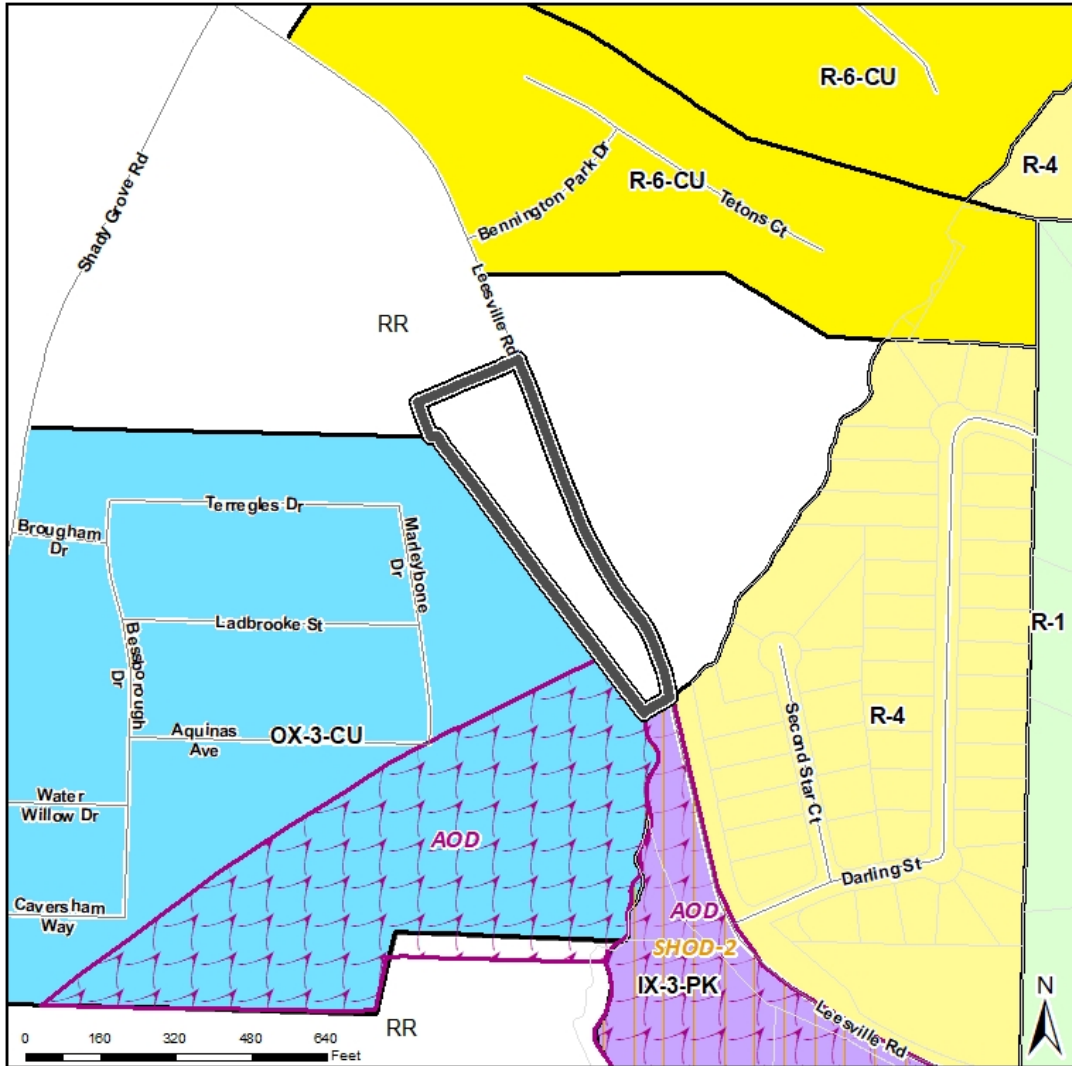 R-6-CU
R-4
Shady Grove Rd
Bennington Park Dr
R-6-CU
Tetons Ct
Leesville Rd
RR
Terregles Dr
Brougham
Dr
Marleybone
Dr
Ladbrooke St
Bessborough
Dr
R-1
Aquinas
Ave
OX-3-CU
R-4
Second Star Ct
Water
Willow Dr
AOD
Darling St
Caversham
Way
AOD
SHOD-2
IX-3-PK
Leesville Rd
RR
N
0 160 320 480 640
Feet